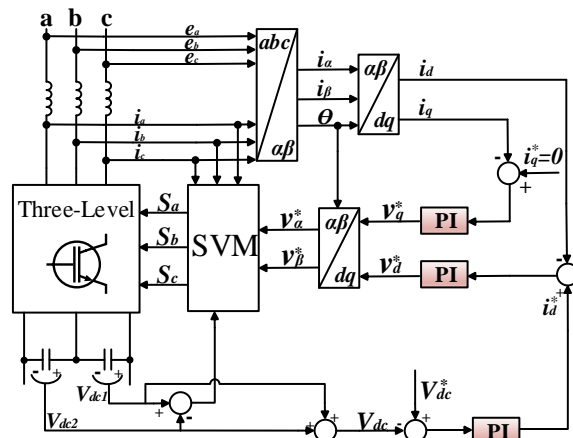 a b c
e_a
e_b
e_c
abc
αβ
i_α
i_β
θ
αβ
dq
i_d
i_q
i_a
i_b
i_c
-
i_q^*=0
+
Three-Level
S_a
S_b
S_c
SVM
v_α^*
v_β^*
αβ
dq
v_q^*
PI
v_d^*
PI
-
+
i_d^*
-
+
-
+
V_dc1
V_dc2
+
-
+
+
V_dc
V_dc^*
-
+
PI